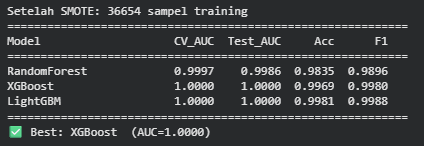 Setelah SMOTE: 36654 sampel training
============================================================
Model CV_AUC Test_AUC Acc F1
============================================================
RandomForest 0.9997 0.9986 0.9835 0.9896
XGBoost 1.0000 1.0000 0.9969 0.9980
LightGBM 1.0000 1.0000 0.9981 0.9988
============================================================
✅ Best: XGBoost (AUC=1.0000)